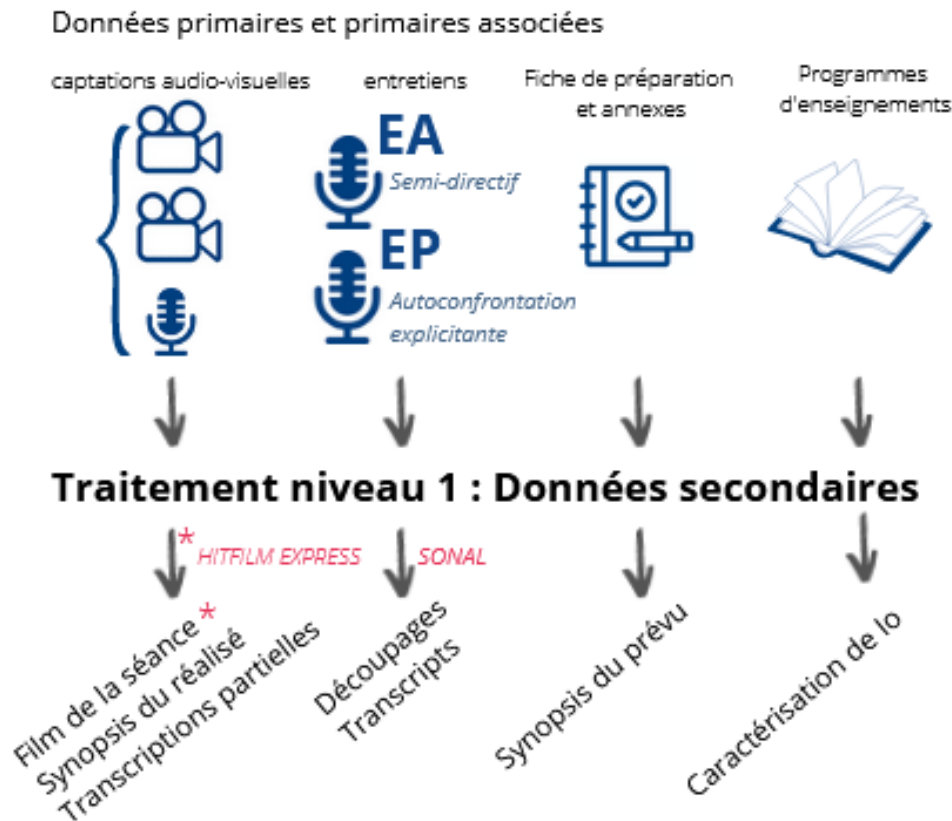 Données primaires et primaires associées
captations audio-visuelles
entretiens
Fiche de préparation
et annexes
Programmes
d'enseignements
EA
Semi-directif
EP
Autoconfrontation
explicitante
Traitement niveau 1 : Données secondaires
* HITFILM EXPRESS
SONAL
Film de la séance *
Synopsis du réalisé
Transcriptions partielles
Découpages
Transcripts
Synopsis du prévu
Caractérisation de lo